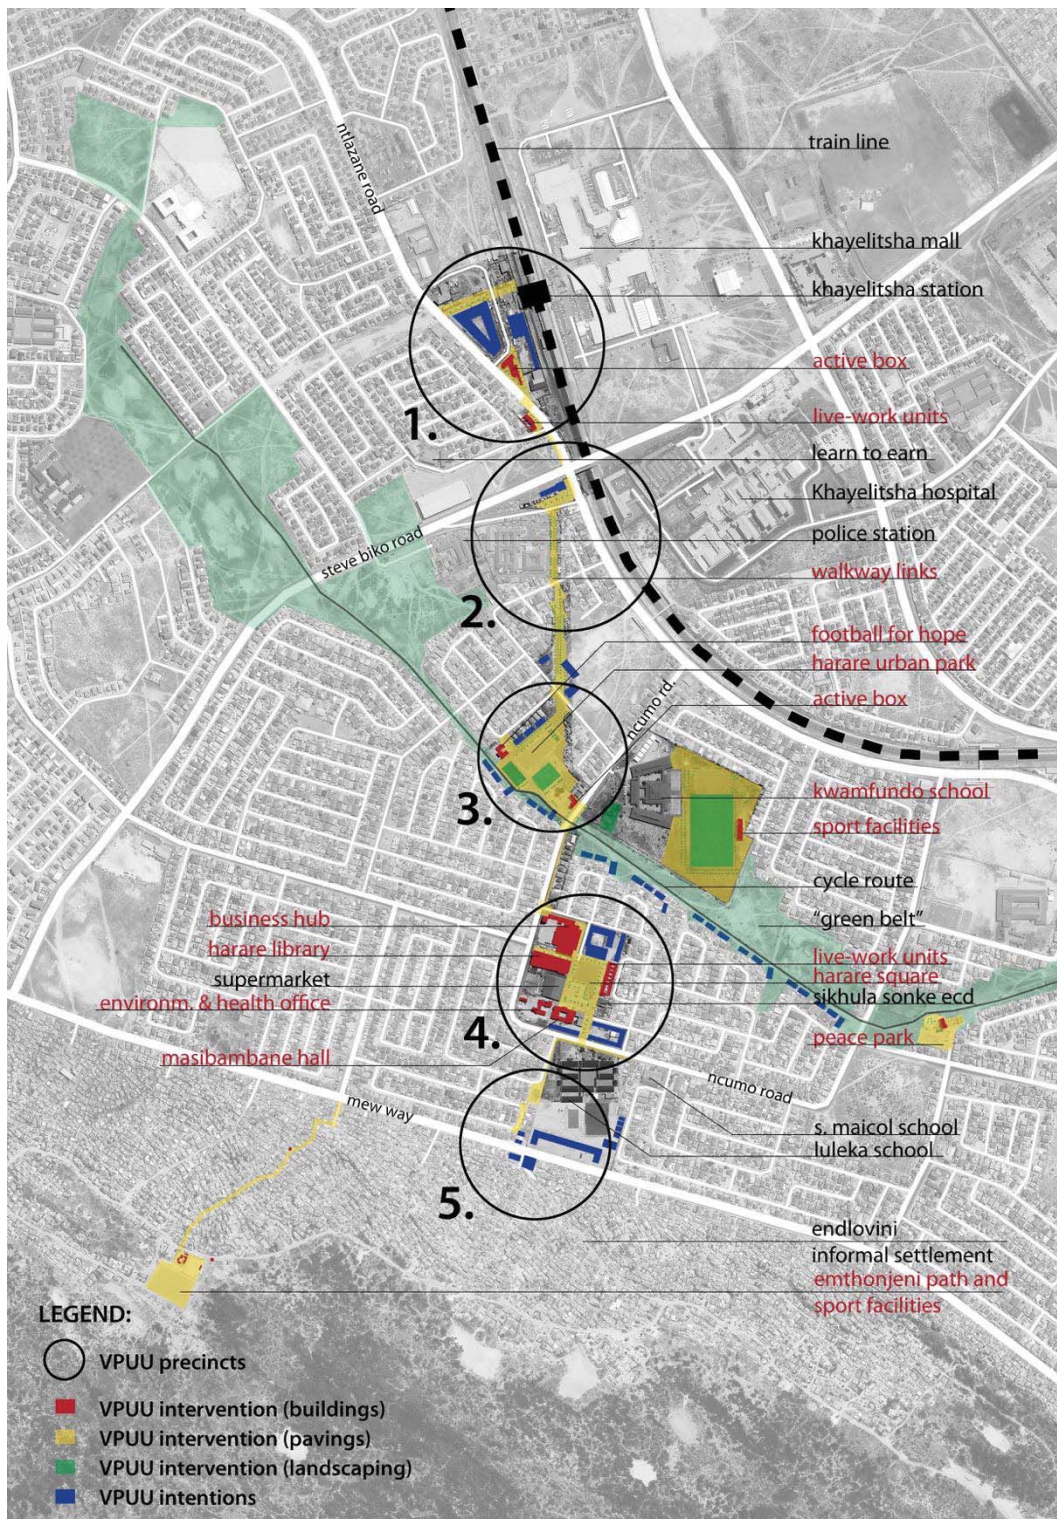 ntlazane road
train line
khayelitsha mall
khayelitsha station
active box
1.
live-work units
learn to earn
Khayelitsha hospital
police station
steve biko road
walkway links
2.
football for hope
harare urban park
active box
ncumo rd.
3.
kwamfundo school
sport facilities
cycle route
business hub
"green belt"
harare library
live-work units
supermarket
harare square
environm. & health office
sikhula sonke ecd
4.
peace park
masibambane hall
ncumo road
mew way
s. maicol school
luleka school
5.
endlovini
informal settlement
emthonjeni path and
sport facilities
LEGEND:
VPUU precincts
VPUU intervention (buildings)
VPUU intervention (pavings)
VPUU intervention (landscaping)
VPUU intentions